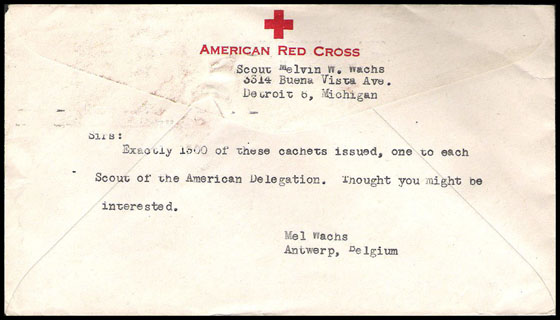 AMERICAN RED CROSS
Scout Melvin W. Wachs
3314 Buena Vista Ave.
Detroit 6, Michigan
Sirs:
Exactly 1300 of these cachets issued, one to each
Scout of the American Delegation. Thought you might be
interested.
Mel Wachs
Antwerp, Belgium